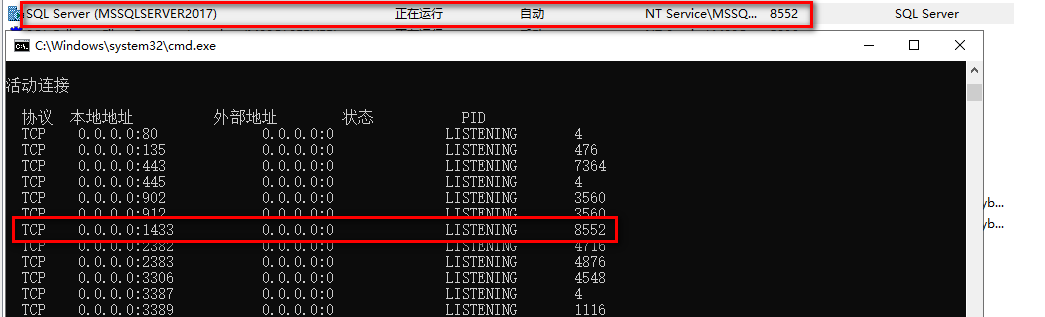 SQL Server (MSSQLSERVER2017) 正在运行 自动 NT Service\MSSQ... 8552 SQL Server
C:\Windows\system32\cmd.exe
活动连接
协议 本地地址 外部地址 状态 PID
TCP 0.0.0.0:80 0.0.0.0:0 LISTENING 4
TCP 0.0.0.0:135 0.0.0.0:0 LISTENING 476
TCP 0.0.0.0:443 0.0.0.0:0 LISTENING 7364
TCP 0.0.0.0:445 0.0.0.0:0 LISTENING 4
TCP 0.0.0.0:902 0.0.0.0:0 LISTENING 3560
TCP 0.0.0.0:912 0.0.0.0:0 LISTENING 3560
yb...
TCP 0.0.0.0:1433 0.0.0.0:0 LISTENING 8552
yb...
TCP 0.0.0.0:2382 0.0.0.0:0 LISTENING 4716
TCP 0.0.0.0:2383 0.0.0.0:0 LISTENING 4876
TCP 0.0.0.0:3306 0.0.0.0:0 LISTENING 4548
TCP 0.0.0.0:3387 0.0.0.0:0 LISTENING 4
TCP 0.0.0.0:3389 0.0.0.0:0 LISTENING 1116